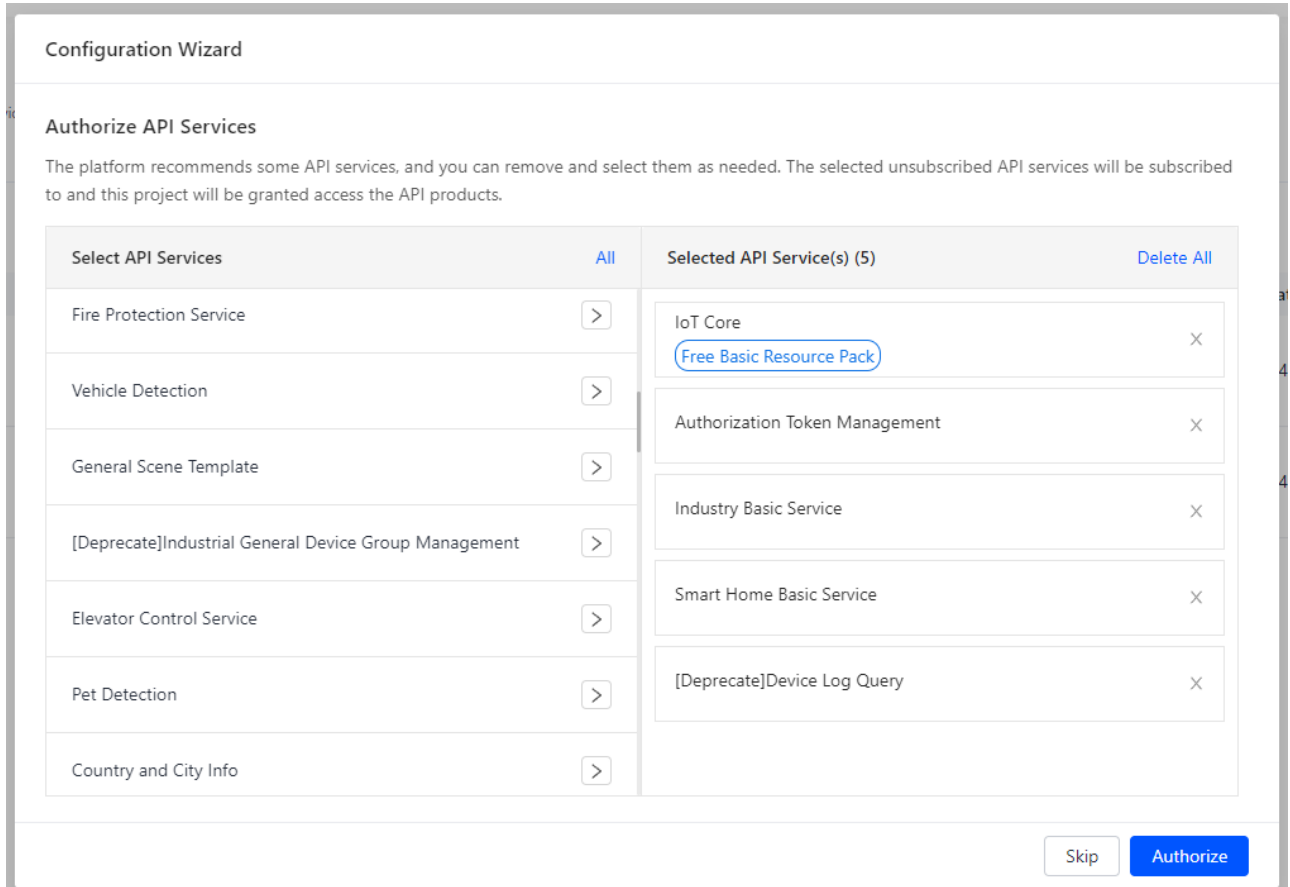 Configuration Wizard
Authorize API Services
The platform recommends some API services, and you can remove and select them as needed. The selected unsubscribed API services will be subscribed
to and this project will be granted access the API products.
Select API Services All
Fire Protection Service
Vehicle Detection
General Scene Template
[Deprecate]Industrial General Device Group Management
Elevator Control Service
Pet Detection
Country and City Info
Selected API Service(s) (5) Delete All
IoT Core
Free Basic Resource Pack
Authorization Token Management
Industry Basic Service
Smart Home Basic Service
[Deprecate]Device Log Query
Skip Authorize